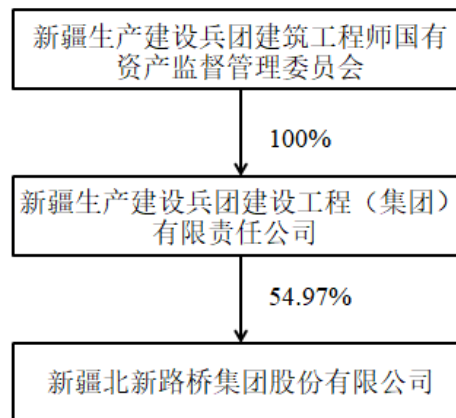 新疆生产建设兵团建筑工程师国有
资产监督管理委员会
100%
新疆生产建设兵团建设工程（集团）
有限责任公司
54.97%
新疆北新路桥集团股份有限公司